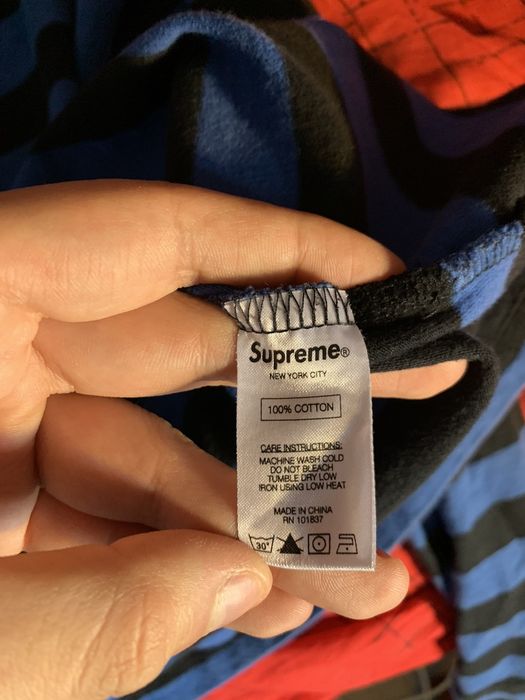 Supreme®
NEW YORK CITY
100% COTTON
CARE INSTRUCTIONS:
MACHINE WASH COLD
DO NOT BLEACH
TUMBLE DRY LOW
IRON USING LOW HEAT
MADE IN CHINA
RN 101837
30°